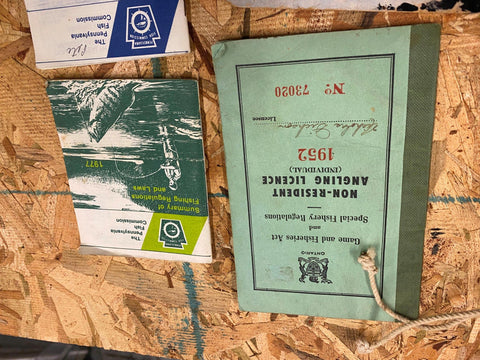 The
Pennsylvania
Fish
Commission
Pete
The
Pennsylvania
Fish
Commission
Summary of
Fishing Regulations
and Laws
1977
ONTARIO
Game and Fisheries Act
and
Special Fishery Regulations
NON-RESIDENT
ANGLING LICENCE
(INDIVIDUAL)
1952
Licensee
Nº 73020